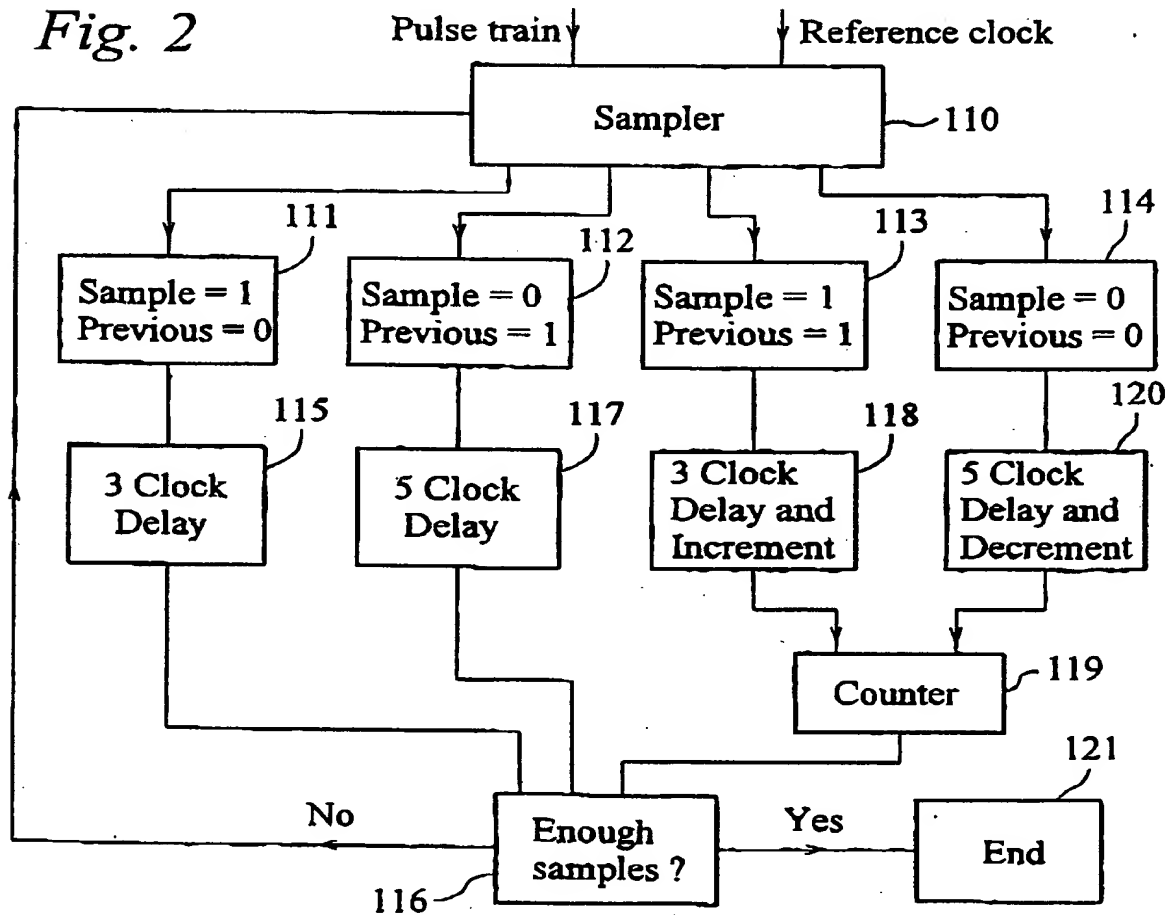 Fig. 2
Pulse train
Reference clock
Sampler
110
111
112
113
114
Sample = 1
Previous = 0
Sample = 0
Previous = 1
Sample = 1
Previous = 1
Sample = 0
Previous = 0
115
117
118
120
3 Clock
Delay
5 Clock
Delay
3 Clock
Delay and
Increment
5 Clock
Delay and
Decrement
Counter
119
No
Enough
samples ?
116
Yes
121
End